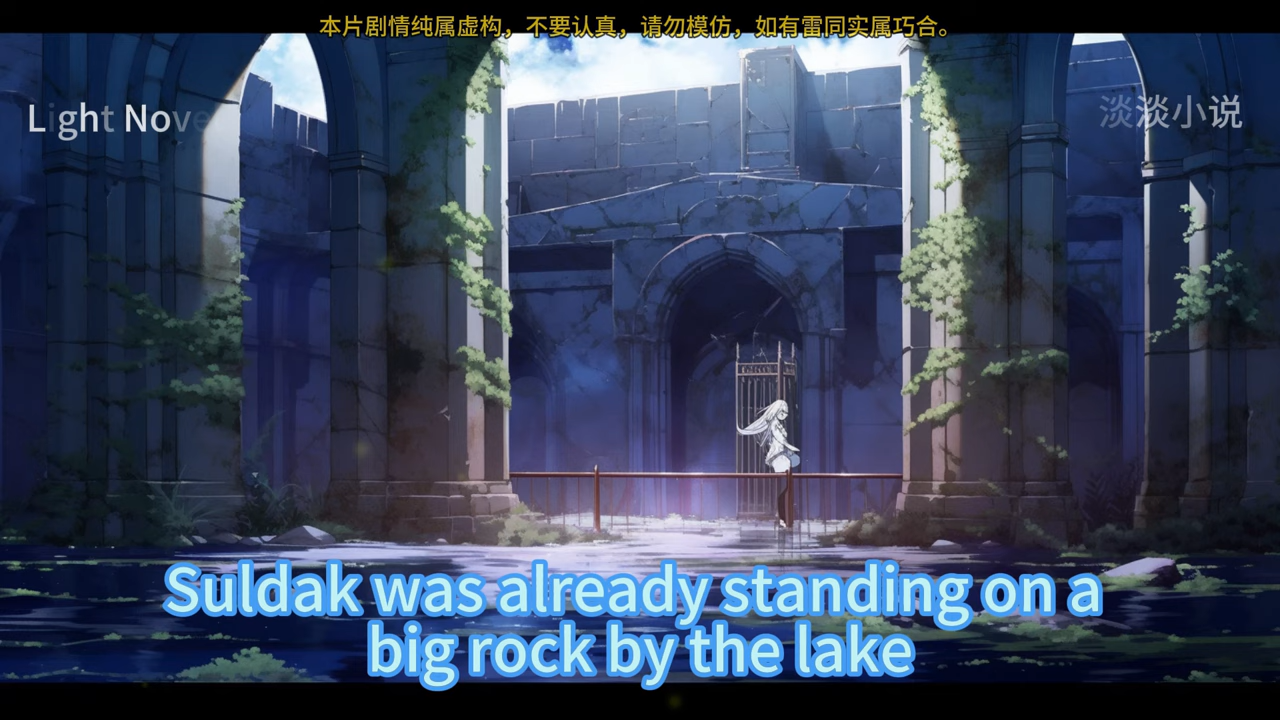 本片剧情纯属虚构，不要认真，请勿模仿，如有雷同实属巧合。
Light Nove
淡淡小说
Suldak was already standing on a
big rock by the lake